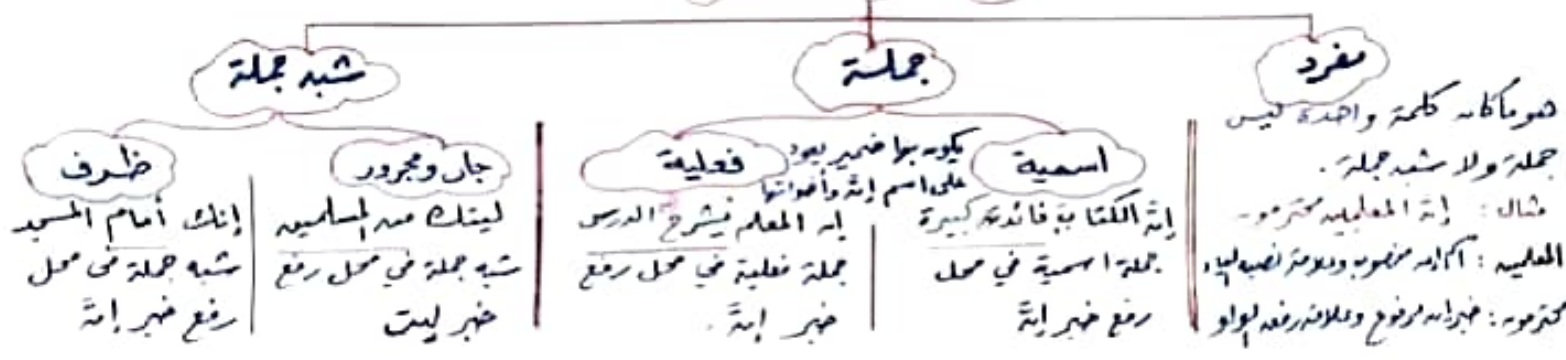 مفرد
هو ما كان كلمة واحدة ليس
جملة ولا شبه جملة.
مثال: إنّ المعلمين محترمون
المعلمين: اسم إن منصوب وعلامة نصب الياء
محترمون: خبر إن مرفوع وعلامة رفعه الواو
جملة
يكون بها ضمير يعود
على اسم إنّ وأخواتها
اسمية
إنّ الكتاب فائدته كبيرة
جملة اسمية في محل
رفع خبر إنّ
فعلية
إن المعلم يشرح الدرس
جملة فعلية في محل رفع
خبر إنّ.
شبه جملة
جار ومجرور
ليتك من المسلمين
شبه جملة في محل رفع
خبر ليت
ظرف
إنك أمام المسجد
شبه جملة في محل
رفع خبر إنّ